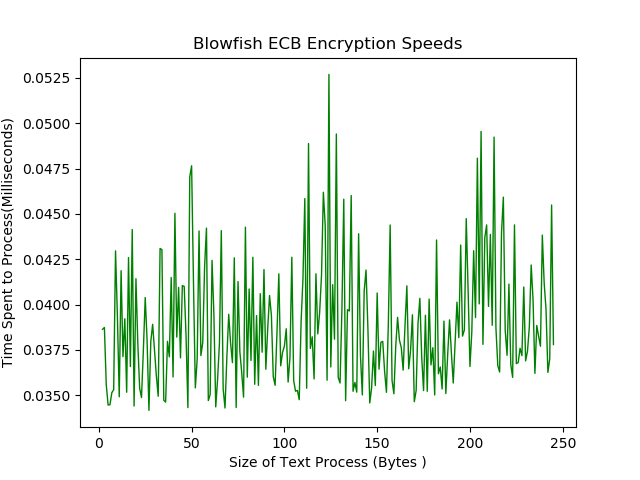 Blowfish ECB Encryption Speeds
Time Spent to Process(Milliseconds)
0.0525
0.0500
0.0475
0.0450
0.0425
0.0400
0.0375
0.0350
0 50 100 150 200 250
Size of Text Process (Bytes )